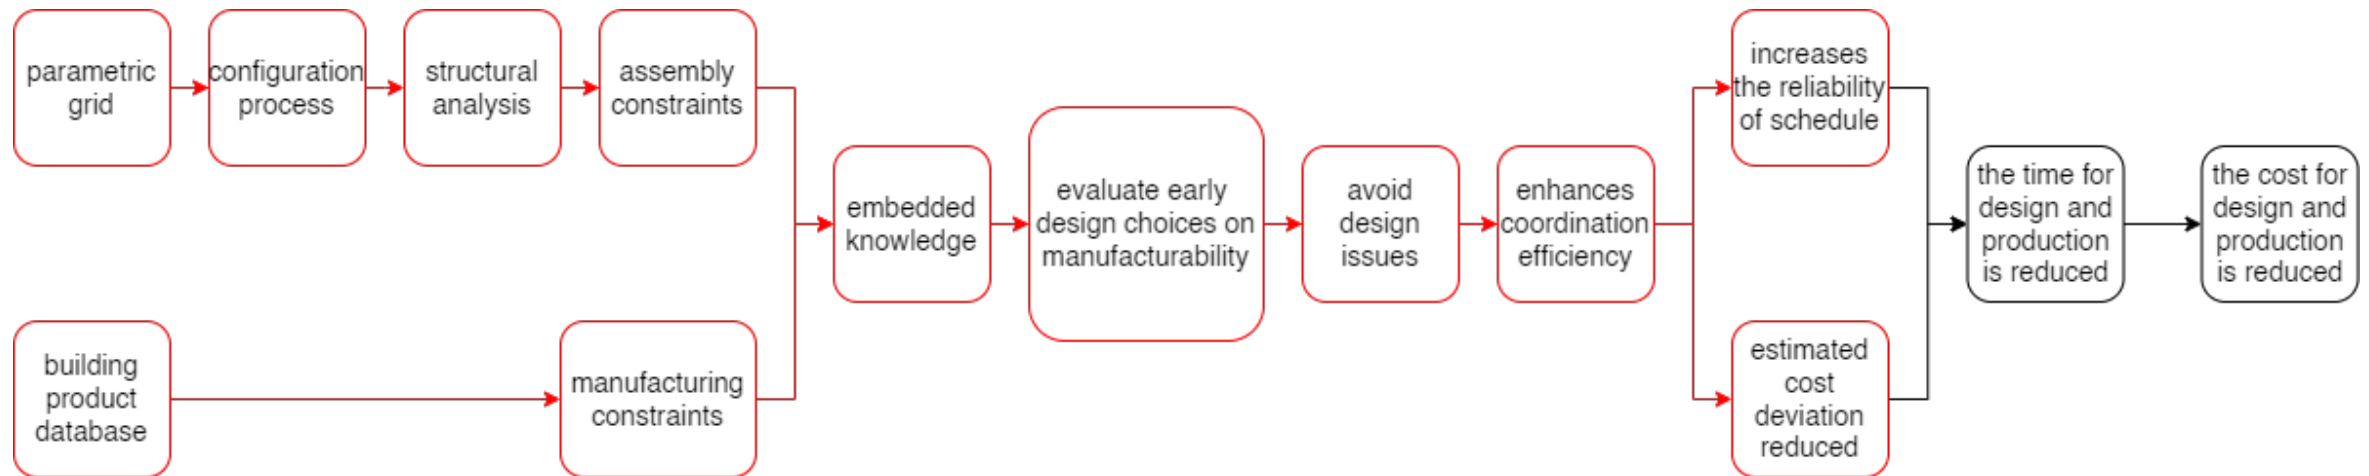 parametric
grid
configuration
process
structural
analysis
assembly
constraints
building
product
database
manufacturing
constraints
embedded
knowledge
evaluate early
design choices on
manufacturability
avoid
design
issues
enhances
coordination
efficiency
increases
the reliability
of schedule
estimated
cost
deviation
reduced
the time for
design and
production
is reduced
the cost for
design and
production
is reduced